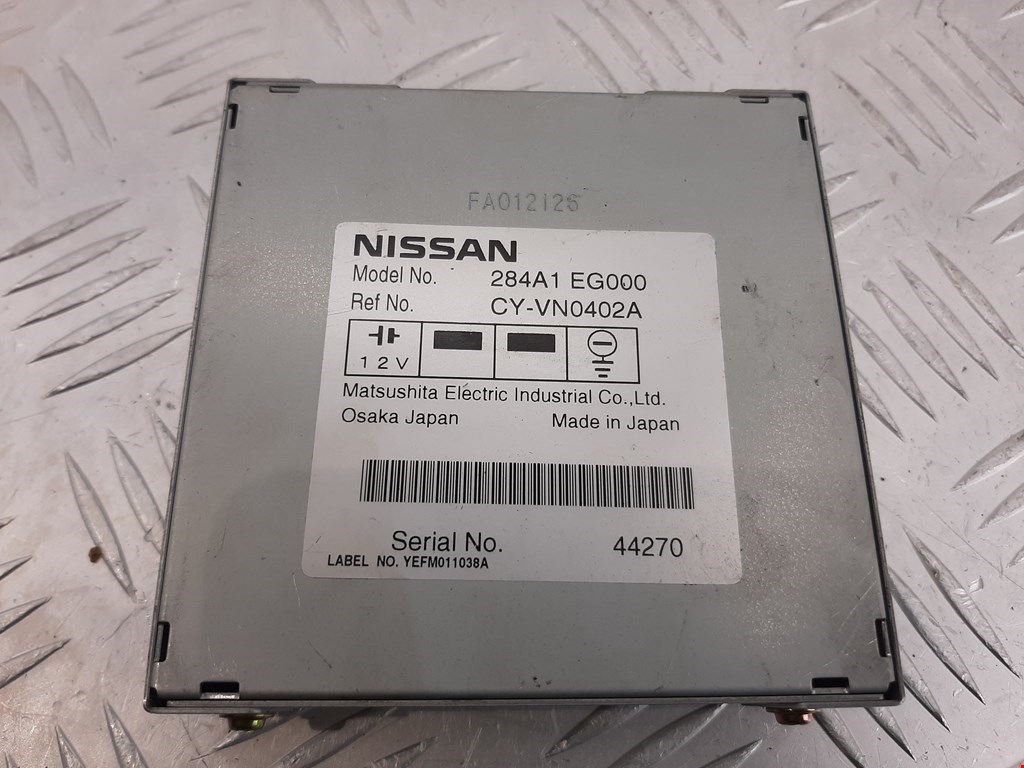 FA012126
NISSAN
Model No. 284A1 EG000
Ref No. CY-VN0402A
12V
Matsushita Electric Industrial Co.,Ltd.
Osaka Japan Made in Japan
Serial No. 44270
LABEL NO. YEFM011038A